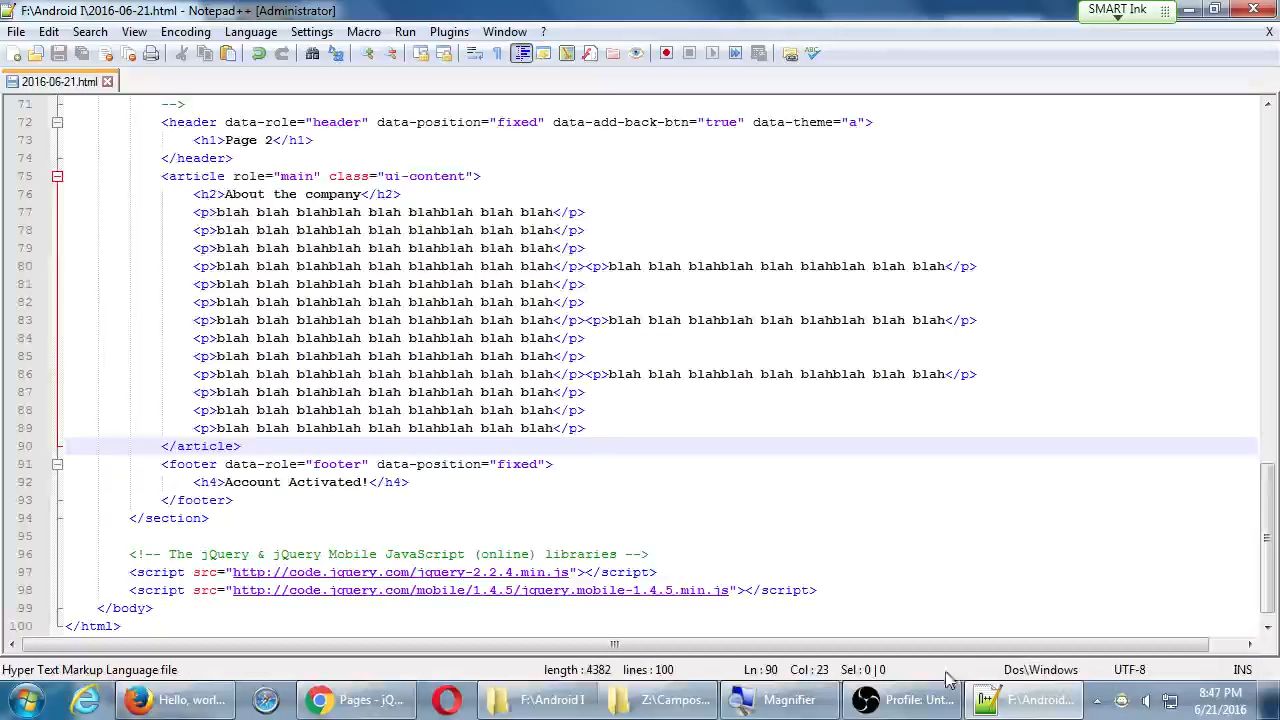 F:\Android I\2016-06-21.html - Notepad++ [Administrator]
SMART Ink
File Edit Search View Encoding Language Settings Macro Run Plugins Window ? X
2016-06-21.html
71 -->
72 <header data-role="header" data-position="fixed" data-add-back-btn="true" data-theme="a">
73 <h1>Page 2</h1>
74 </header>
75 <article role="main" class="ui-content">
76 <h2>About the company</h2>
77 <p>blah blah blahblah blah blahblah blah blah</p>
78 <p>blah blah blahblah blah blahblah blah blah</p>
79 <p>blah blah blahblah blah blahblah blah blah</p>
80 <p>blah blah blahblah blah blahblah blah blah</p><p>blah blah blahblah blah blahblah blah blah</p>
81 <p>blah blah blahblah blah blahblah blah blah</p>
82 <p>blah blah blahblah blah blahblah blah blah</p>
83 <p>blah blah blahblah blah blahblah blah blah</p><p>blah blah blahblah blah blahblah blah blah</p>
84 <p>blah blah blahblah blah blahblah blah blah</p>
85 <p>blah blah blahblah blah blahblah blah blah</p>
86 <p>blah blah blahblah blah blahblah blah blah</p><p>blah blah blahblah blah blahblah blah blah</p>
87 <p>blah blah blahblah blah blahblah blah blah</p>
88 <p>blah blah blahblah blah blahblah blah blah</p>
89 <p>blah blah blahblah blah blahblah blah blah</p>
90 </article>
91 <footer data-role="footer" data-position="fixed">
92 <h4>Account Activated!</h4>
93 </footer>
94 </section>
95
96 <!-- The jQuery & jQuery Mobile JavaScript (online) libraries -->
97 <script src="http://code.jquery.com/jquery-2.2.4.min.js"></script>
98 <script src="http://code.jquery.com/mobile/1.4.5/jquery.mobile-1.4.5.min.js"></script>
99 </body>
100 </html>
Hyper Text Markup Language file length : 4382 lines : 100 Ln : 90 Col : 23 Sel : 0 | 0 Dos\Windows UTF-8 INS
Hello, worl... Pages - jQ... F:\Android I Z:\Campos... Magnifier Profile: Unt... F:\Android... 8:47 PM
6/21/2016